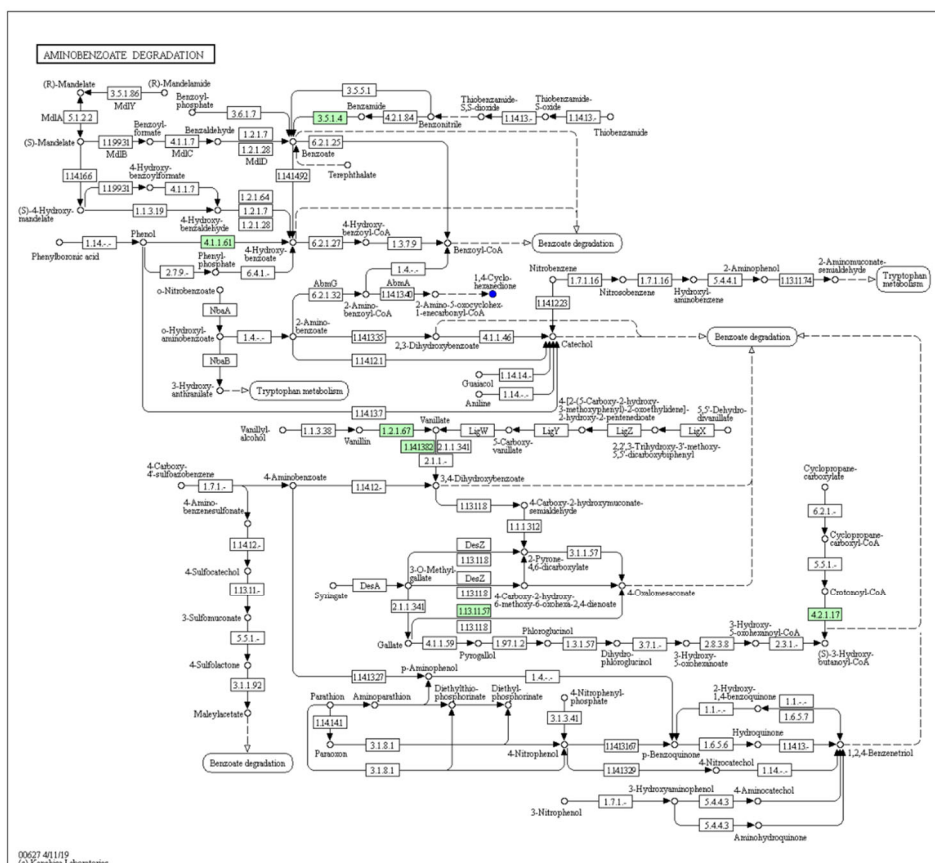 AMINOBENZOATE DEGRADATION
(R)-Mandelate
3.5.1.86
(R)-Mandelamide
MdlY
Benzoyl-
phosphate
3.6.1.7
3.5.5.1
Benzamide
3.5.1.4
4.2.1.84
Benzonitrile
Thiobenzamide-
S,S-dioxide
1.14.13.-
Thiobenzamide-
S-oxide
1.14.13.-
Thiobenzamide
MdlA
5.1.2.2
(S)-Mandelate
1.1.99.31
MdlB
Benzoyl-
formate
4.1.1.7
MdlC
Benzaldehyde
1.2.1.7
1.2.1.28
MdlD
Benzoate
6.2.1.25
Terephthalate
1.14.16.6
1.14.14.92
4-Hydroxy-
benzoylformate
1.1.99.31
4.1.1.7
1.2.1.64
1.2.1.7
1.2.1.28
(S)-4-Hydroxy-
mandelate
1.1.3.19
4-Hydroxy-
benzaldehyde
Phenylboronic acid
1.14.-.-
Phenol
4.1.1.61
4-Hydroxy-
benzoate
6.2.1.27
4-Hydroxy-
benzoyl-CoA
1.3.7.9
Benzoyl-CoA
Benzoate degradation
2.7.9.-
Phenyl-
phosphate
6.4.1.-
1.4.-.-
o-Nitrobenzoate
NbaA
AbmG
6.2.1.32
2-Amino-
benzoyl-CoA
AbmA
1.14.13.40
2-Amino-5-oxocyclohex-
1-enecarbonyl-CoA
1,4-Cyclo-
hexanedione
Nitrobenzene
1.7.1.16
Nitrosobenzene
1.7.1.16
Hydroxyl-
aminobenzene
5.4.4.1
2-Aminophenol
1.13.11.74
2-Aminomuconate-
semialdehyde
Tryptophan
metabolism
1.14.12.23
o-Hydroxyl-
aminobenzoate
1.4.-.-
2-Amino-
benzoate
1.14.13.35
2,3-Dihydroxybenzoate
4.1.1.46
Catechol
Benzoate degradation
1.14.12.1
NbaB
3-Hydroxy-
anthranilate
Tryptophan metabolism
Guaiacol
1.14.14.-
Aniline
1.14.-.-
1.14.13.7
Vanillyl-
alcohol
1.1.3.38
Vanillin
1.2.1.67
Vanillate
LigW
5-Carboxy-
vanillate
LigY
4-[2-(5-Carboxy-2-hydroxy-
3-methoxyphenyl)-2-oxoethylidene]-
2-hydroxy-2-pentenedioate
LigZ
2,2',3-Trihydroxy-3'-methoxy-
5,5'-dicarboxybiphenyl
LigX
5,5'-Dehydro-
divanillate
1.14.13.82
2.1.1.341
2.1.1.-
4-Carboxy-
4'-sulfoazobenzene
1.7.1.-
4-Aminobenzoate
1.14.12.-
3,4-Dihydroxybenzoate
4-Amino-
benzenesulfonate
1.13.11.8
4-Carboxy-2-hydroxymuconate-
semialdehyde
1.1.1.312
Cyclopropane-
carboxylate
6.2.1.-
Cyclopropane-
carboxyl-CoA
5.5.1.-
Crotonoyl-CoA
4.2.1.17
1.14.12.-
4-Sulfocatechol
1.13.11.-
3-Sulfomuconate
5.5.1.-
4-Sulfolactone
3.1.1.92
Maleylacetate
Benzoate degradation
DesZ
1.13.11.8
2-Pyrone-
4,6-dicarboxylate
3.1.1.57
Syringate
DesA
3-O-Methyl-
gallate
DesZ
1.13.11.8
4-Carboxy-2-hydroxy-
6-methoxy-6-oxohexa-2,4-dienoate
4-Oxalomesaconate
2.1.1.341
1.13.11.57
1.13.11.8
Gallate
4.1.1.59
Pyrogallol
1.97.1.2
Phloroglucinol
1.3.1.57
Dihydro-
phloroglucinol
3.7.1.-
3-Hydroxy-
5-oxohexanoate
2.8.3.8
3-Hydroxy-
5-oxohexanoyl-CoA
2.3.1.-
(S)-3-Hydroxy-
butanoyl-CoA
1.14.13.27
p-Aminophenol
1.4.-.-
Parathion
Aminoparathion
Diethylthio-
phosphorinate
Diethyl-
phosphorinate
4-Nitrophenyl-
phosphate
3.1.3.41
1.14.14.1
Paraoxon
3.1.8.1
3.1.8.1
4-Nitrophenol
1.14.13.167
p-Benzoquinone
1.6.5.6
Hydroquinone
1.14.13.-
1,2,4-Benzenetriol
2-Hydroxy-
1,4-benzoquinone
1.1.-.-
1.1.-.-
1.6.5.7
1.14.13.29
4-Nitrocatechol
1.14.-.-
3-Nitrophenol
1.7.1.-
3-Hydroxyaminophenol
5.4.4.3
4-Aminocatechol
5.4.4.3
Aminohydroquinone
00627 4/11/19
(c) Kanehisa Laboratories